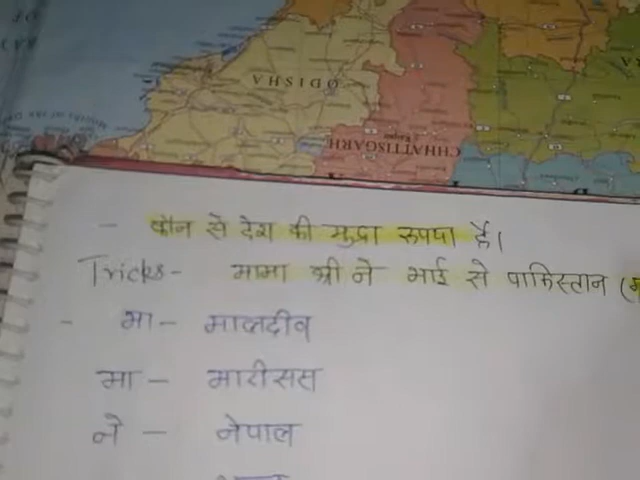 ODISHA
CHHATTISGARH
- कौन से देश की मुद्रा रूपया है।
Tricks- मामा श्री ने भाई से पाकिस्तान
- मा - मालदीव
मा - मारीसस
ने - नेपाल